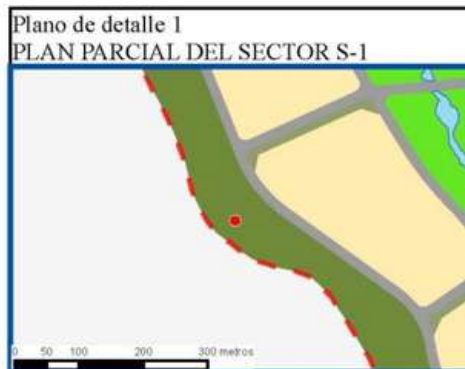 Plano de detalle 1
PLAN PARCIAL DEL SECTOR S-1
0 50 100 200 300 metros